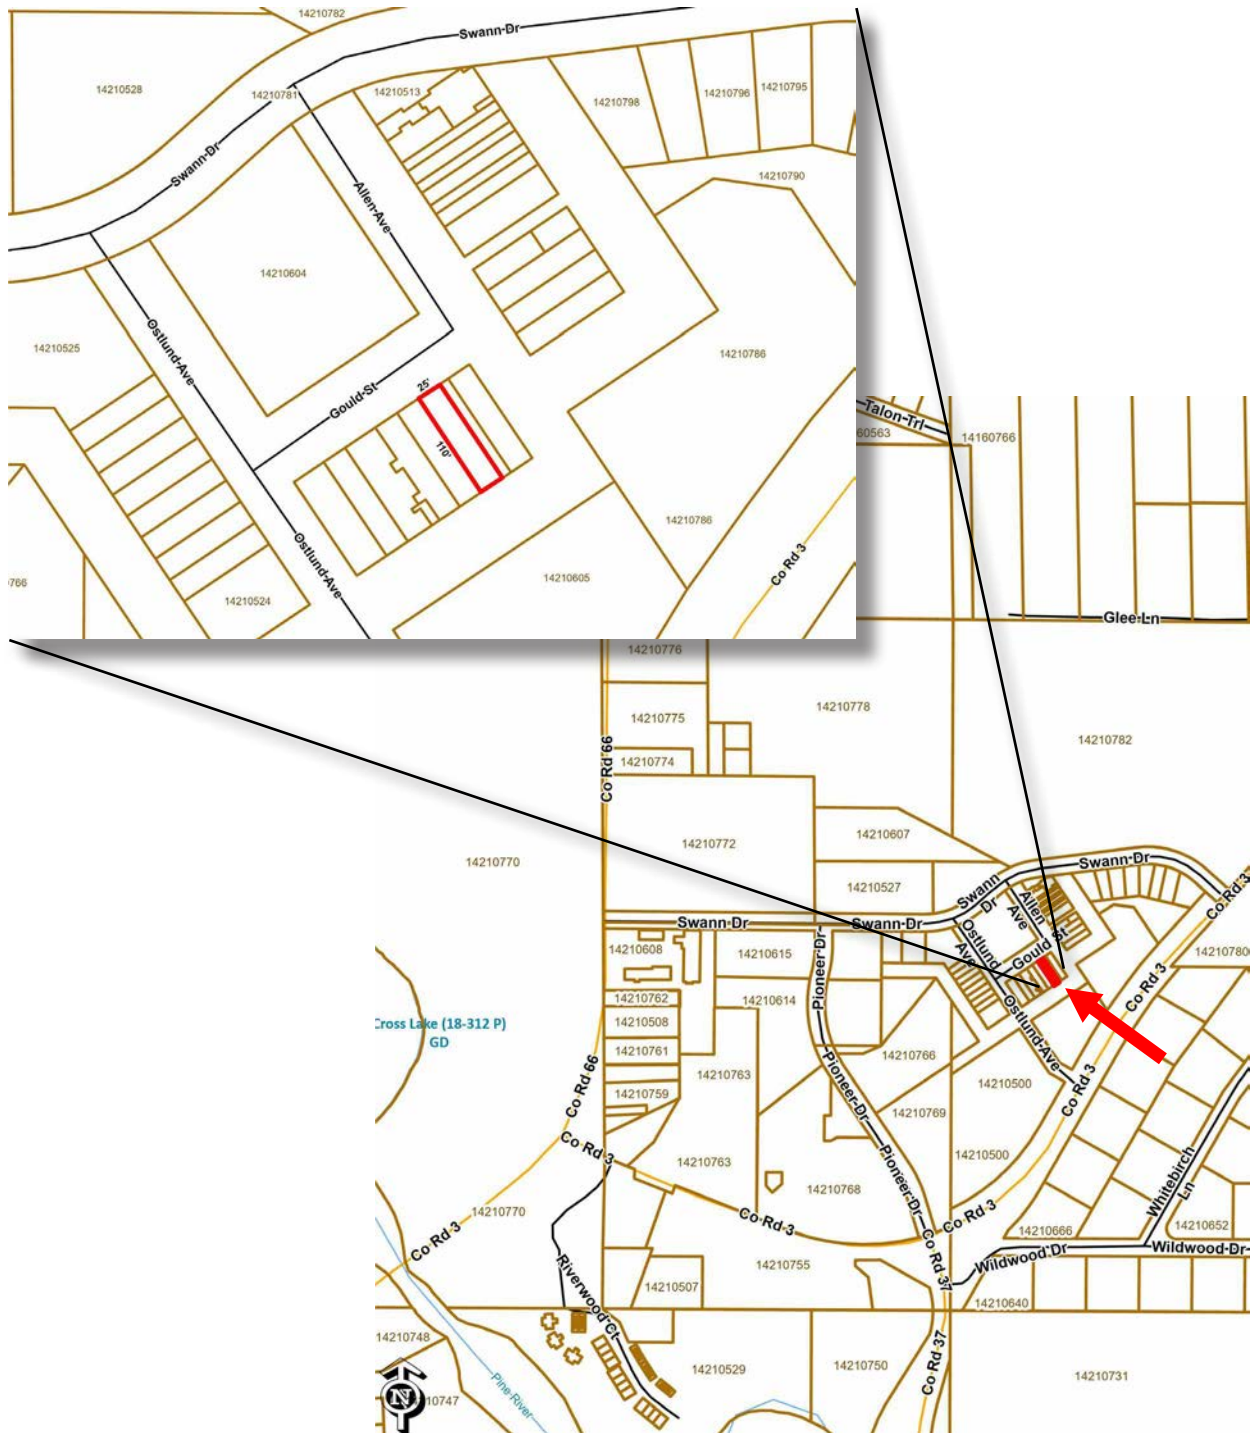 14210782
Swann Dr
14210528
14210781
14210513
14210798
14210796
14210795
Swann Dr
14210790
Allen Ave
14210604
14210525
Ostlund Ave
14210786
25'
Gould St
110'
14210786
Ostlund Ave
14210605
Co Rd 3
14210524
Talon Trl
60563
14160766
Glee Ln
14210776
14210778
14210775
14210782
14210774
Co Rd 66
14210772
14210607
14210770
14210527
Swann Dr
Swann
Dr
Allen
Ave
Co Rd 3
Swann Dr
Swann Dr
Ostlund
Ave
Gould St
14210608
14210615
Pioneer Dr
1421078
14210762
14210614
Co Rd 3
14210508
Cross Lake (18-312 P)
GD
Ostlund Ave
14210761
14210766
14210763
14210500
14210759
Co Rd 66
Pioneer Dr
14210769
Co Rd 3
Co Rd 3
14210763
14210500
Pioneer Dr
14210768
Whitebirch
Ln
14210770
Co Rd 3
Co Rd 3
Co Rd 3
14210666
14210652
Wildwood Dr
Wildwood Dr
14210755
Co Rd 37
14210507
Riverwood Ct
14210640
14210748
14210529
14210750
Co Rd 37
14210731
Pine River
N
10747